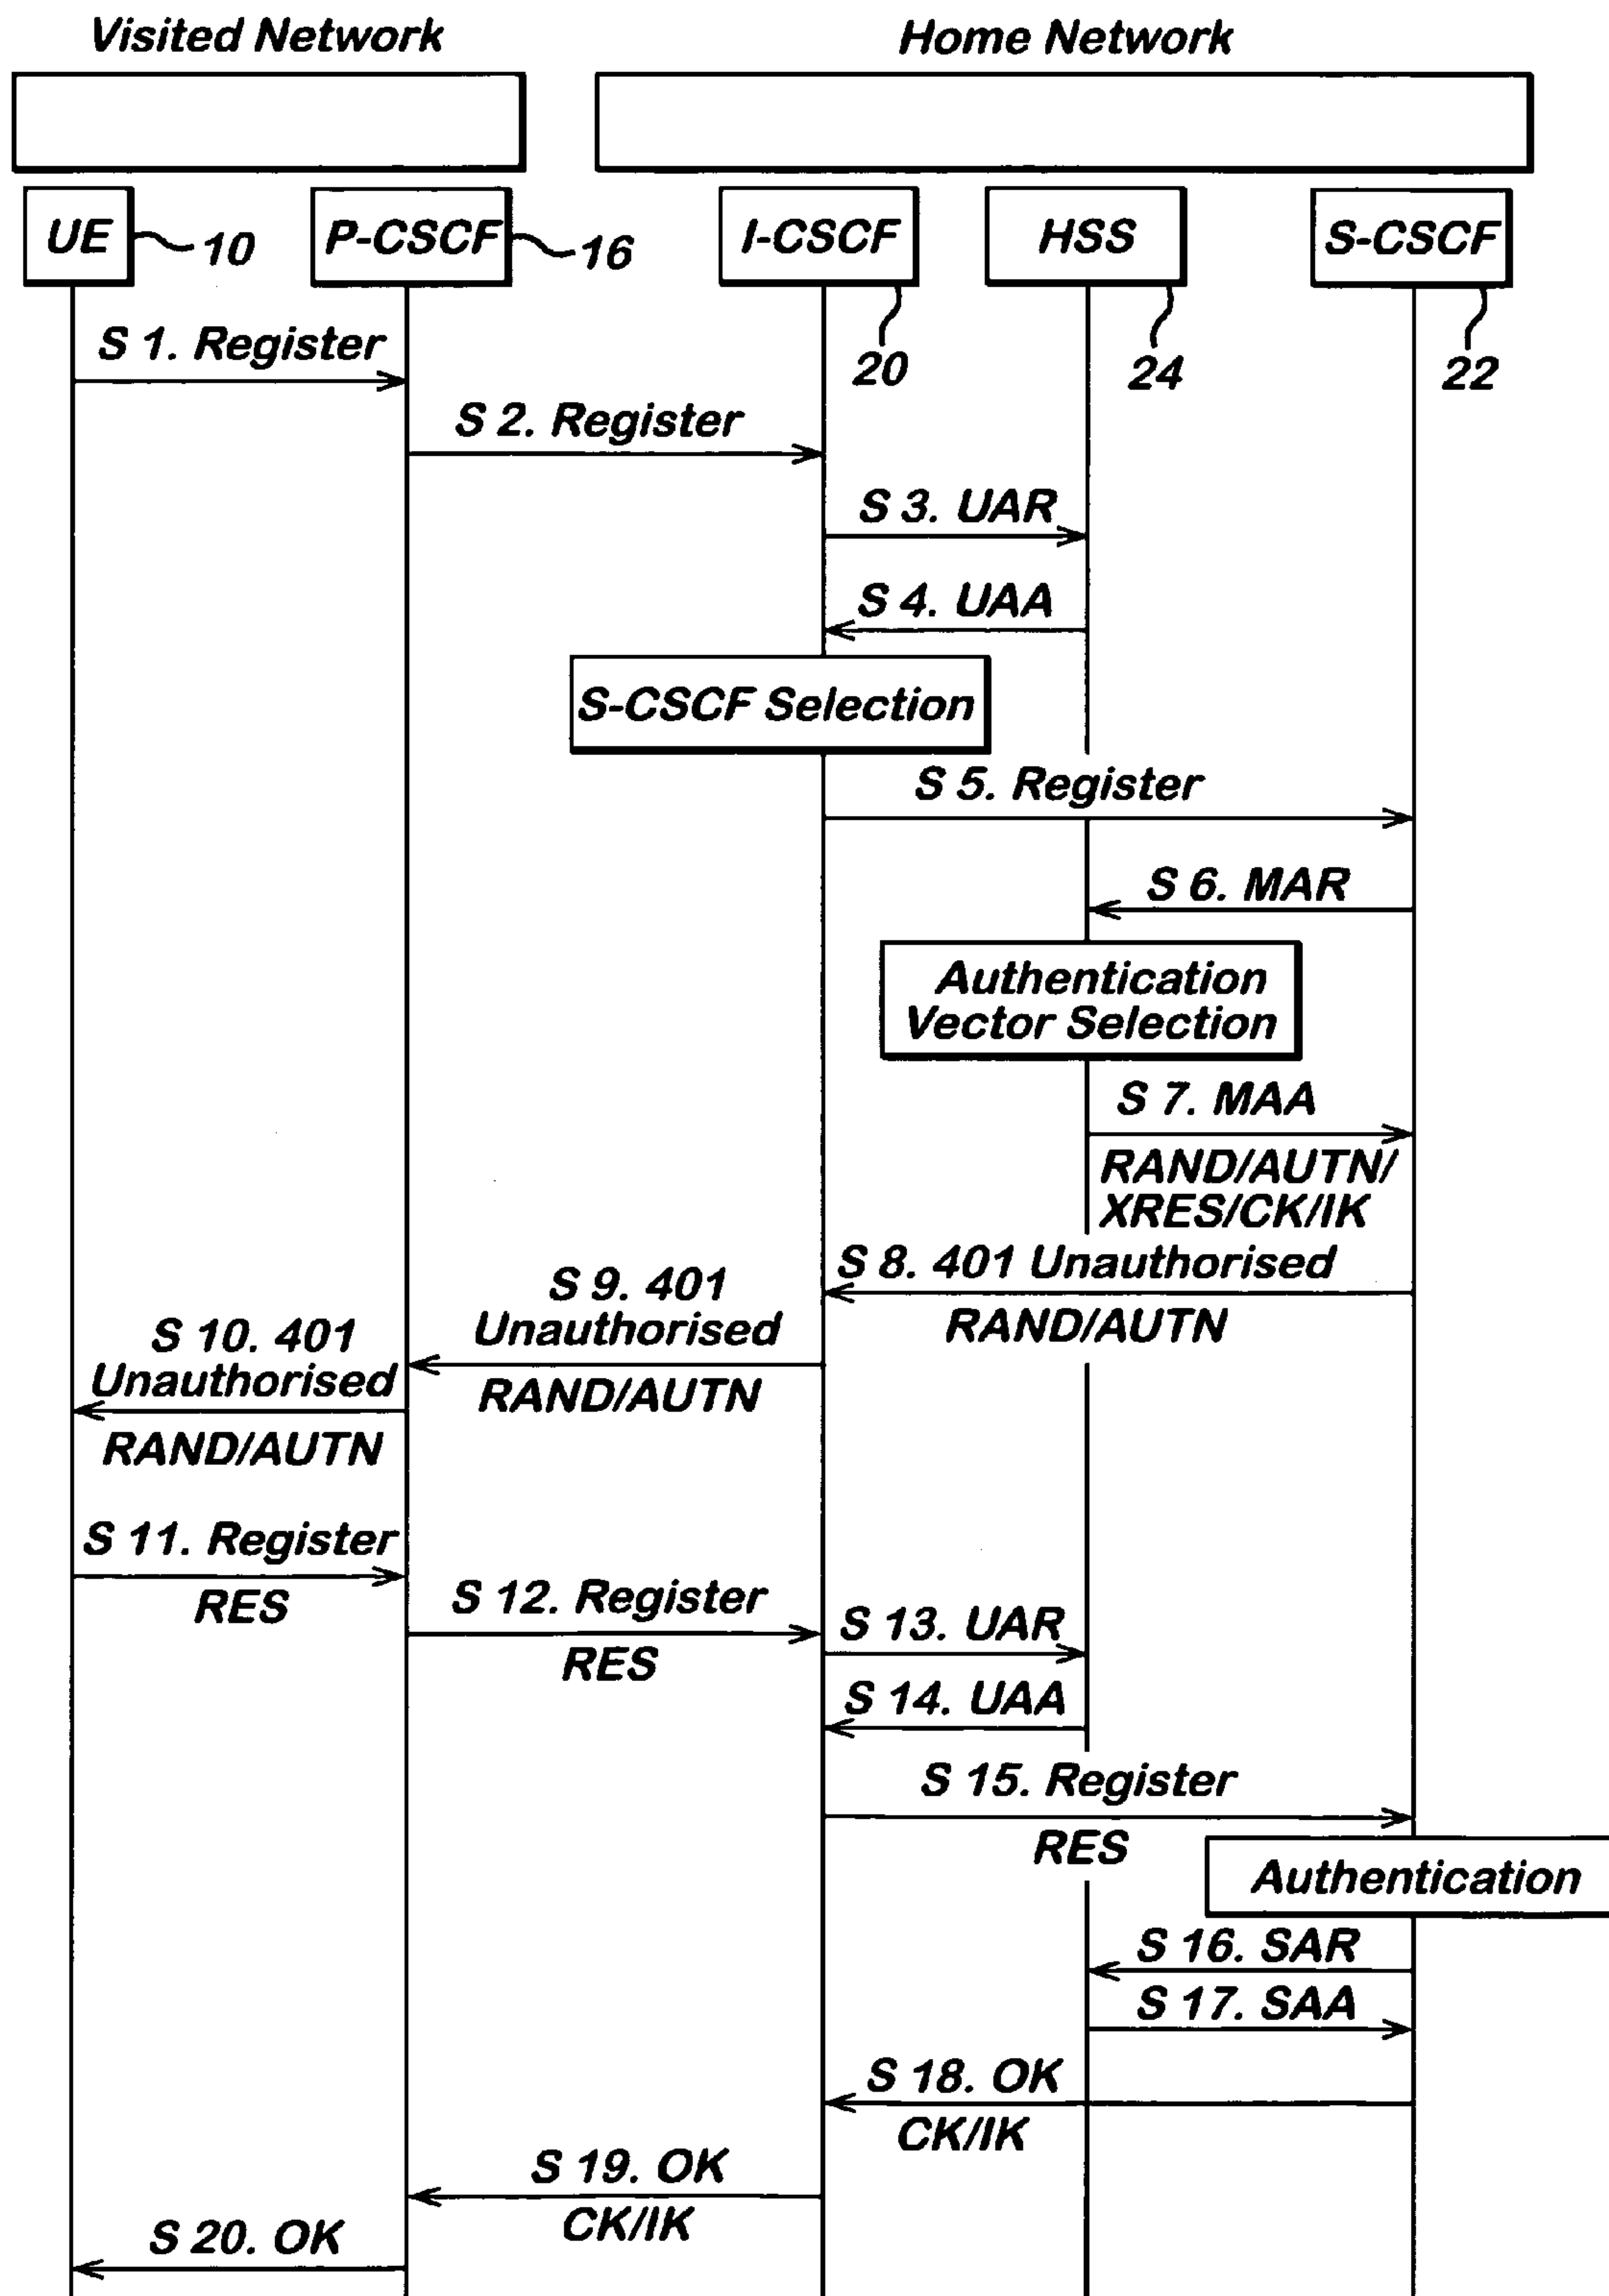 Visited Network
Home Network
UE
10
P-CSCF
16
I-CSCF
HSS
S-CSCF
20
24
22
S 1. Register
S 2. Register
S 3. UAR
S 4. UAA
S-CSCF Selection
S 5. Register
S 6. MAR
Authentication
Vector Selection
S 7. MAA
RAND/AUTN/
XRES/CK/IK
S 8. 401 Unauthorised
RAND/AUTN
S 9. 401
Unauthorised
RAND/AUTN
S 10. 401
Unauthorised
RAND/AUTN
S 11. Register
RES
S 12. Register
RES
S 13. UAR
S 14. UAA
S 15. Register
RES
Authentication
S 16. SAR
S 17. SAA
S 18. OK
CK/IK
S 19. OK
CK/IK
S 20. OK